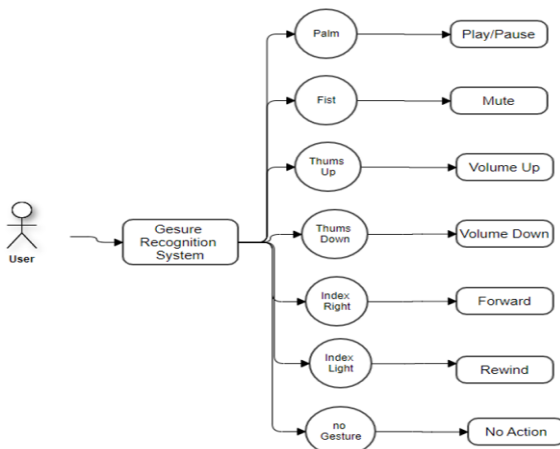 Palm
Play/Pause
Fist
Mute
Thums
Up
Volume Up
User
Gesure
Recognition
System
Thums
Down
Volume Down
Index
Right
Forward
Index
Light
Rewind
no
Gesture
No Action